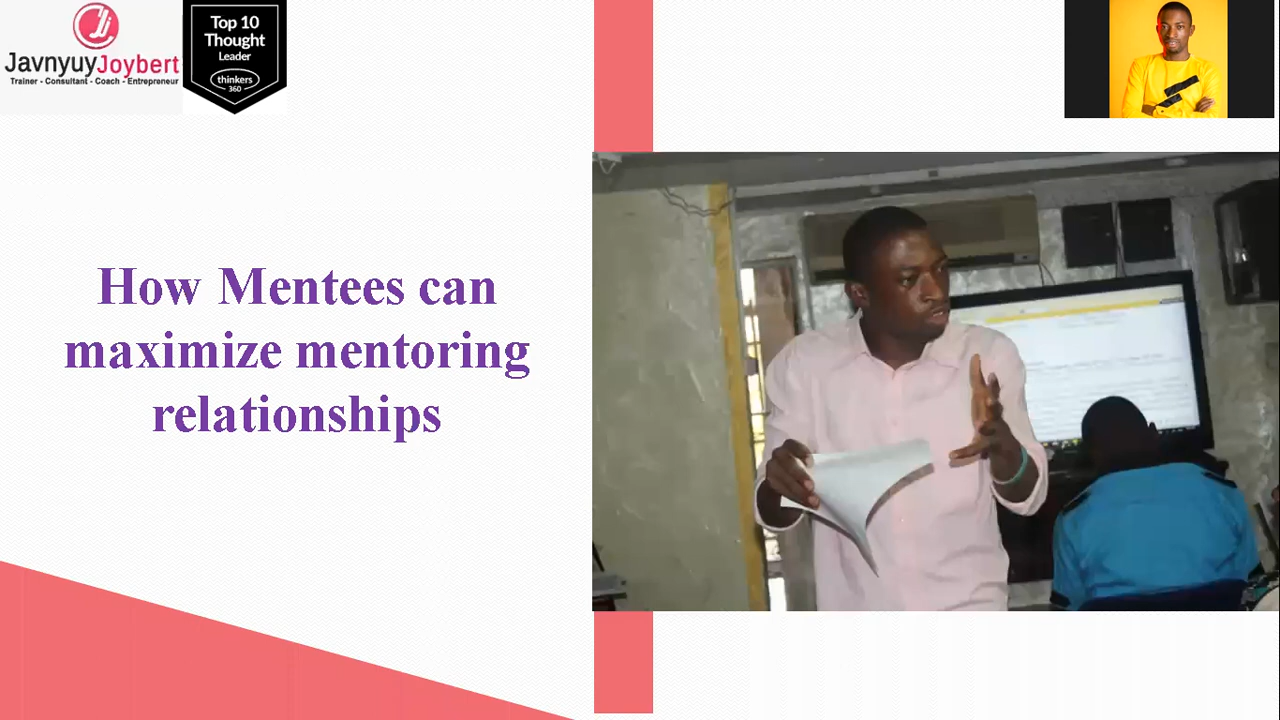 JavnyuyJoybert
Trainer - Consultant - Coach - Entrepreneur
Top 10
Thought
Leader
thinkers
360
How Mentees can
maximize mentoring
relationships